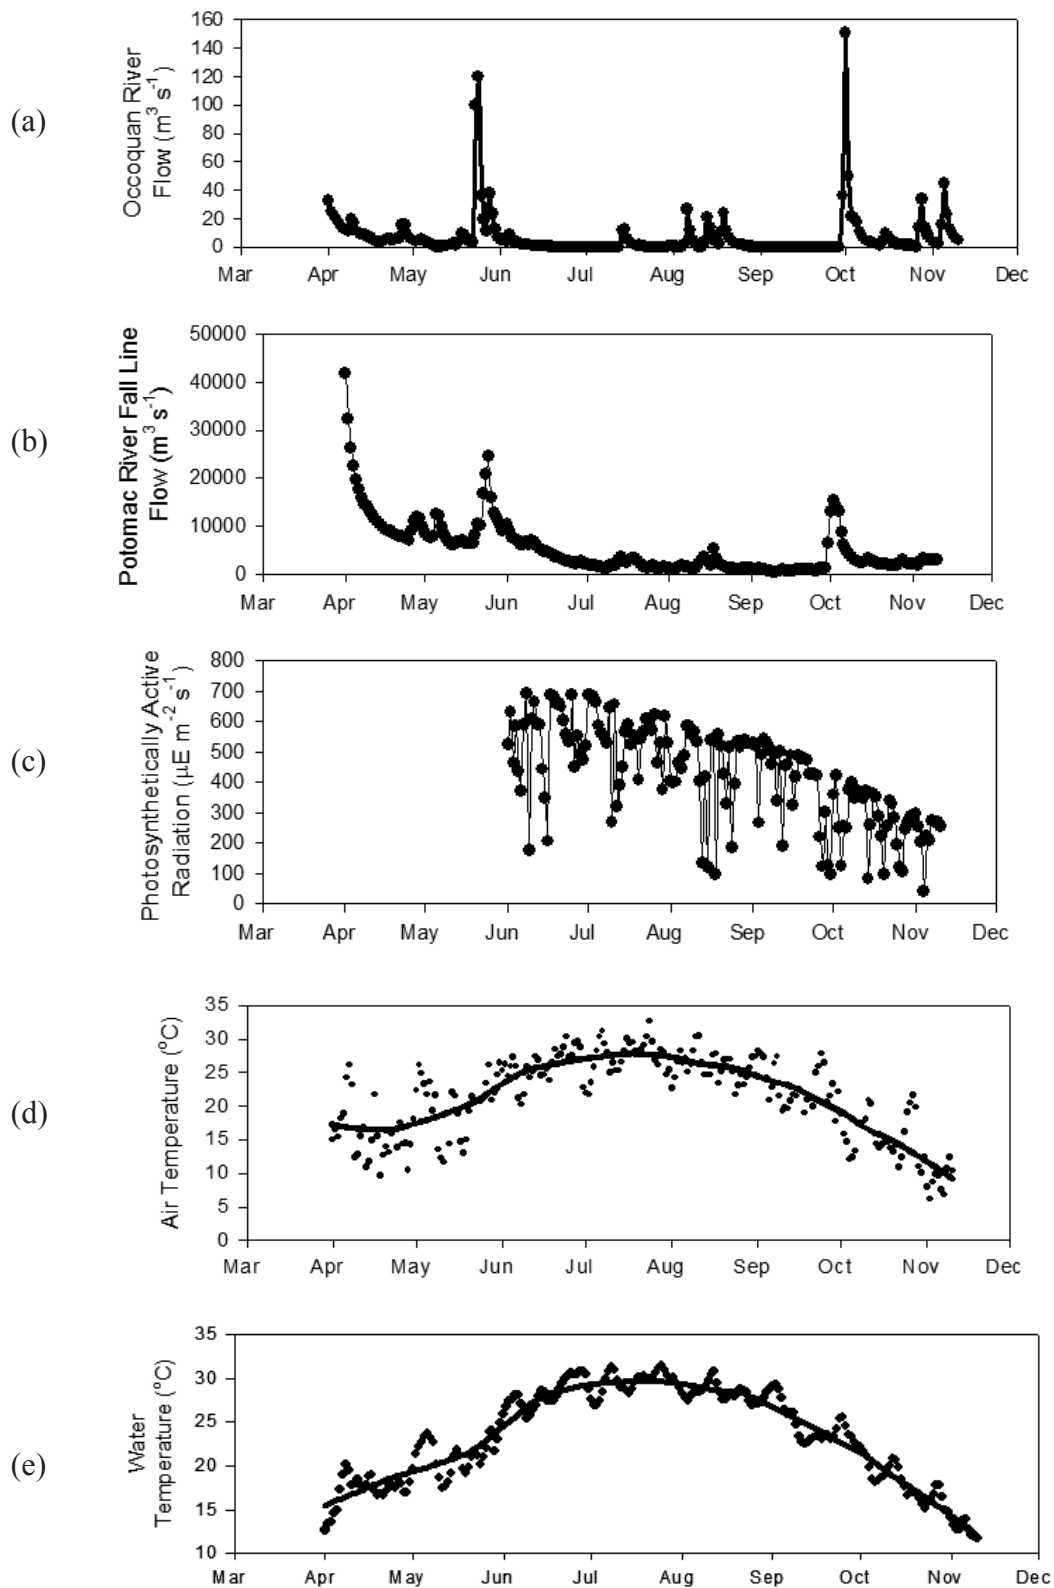 (a)
Occoquan River
Flow (m³ s⁻¹)
160
140
120
100
80
60
40
20
0
Mar Apr May Jun Jul Aug Sep Oct Nov Dec
(b)
Potomac River Fall Line
Flow (m³ s⁻¹)
50000
40000
30000
20000
10000
0
Mar Apr May Jun Jul Aug Sep Oct Nov Dec
(c)
Photosynthetically Active
Radiation (μE m⁻² s⁻¹)
800
700
600
500
400
300
200
100
0
Mar Apr May Jun Jul Aug Sep Oct Nov Dec
(d)
Air Temperature (°C)
35
30
25
20
15
10
5
0
Mar Apr May Jun Jul Aug Sep Oct Nov Dec
(e)
Water
Temperature (°C)
35
30
25
20
15
10
Mar Apr May Jun Jul Aug Sep Oct Nov Dec